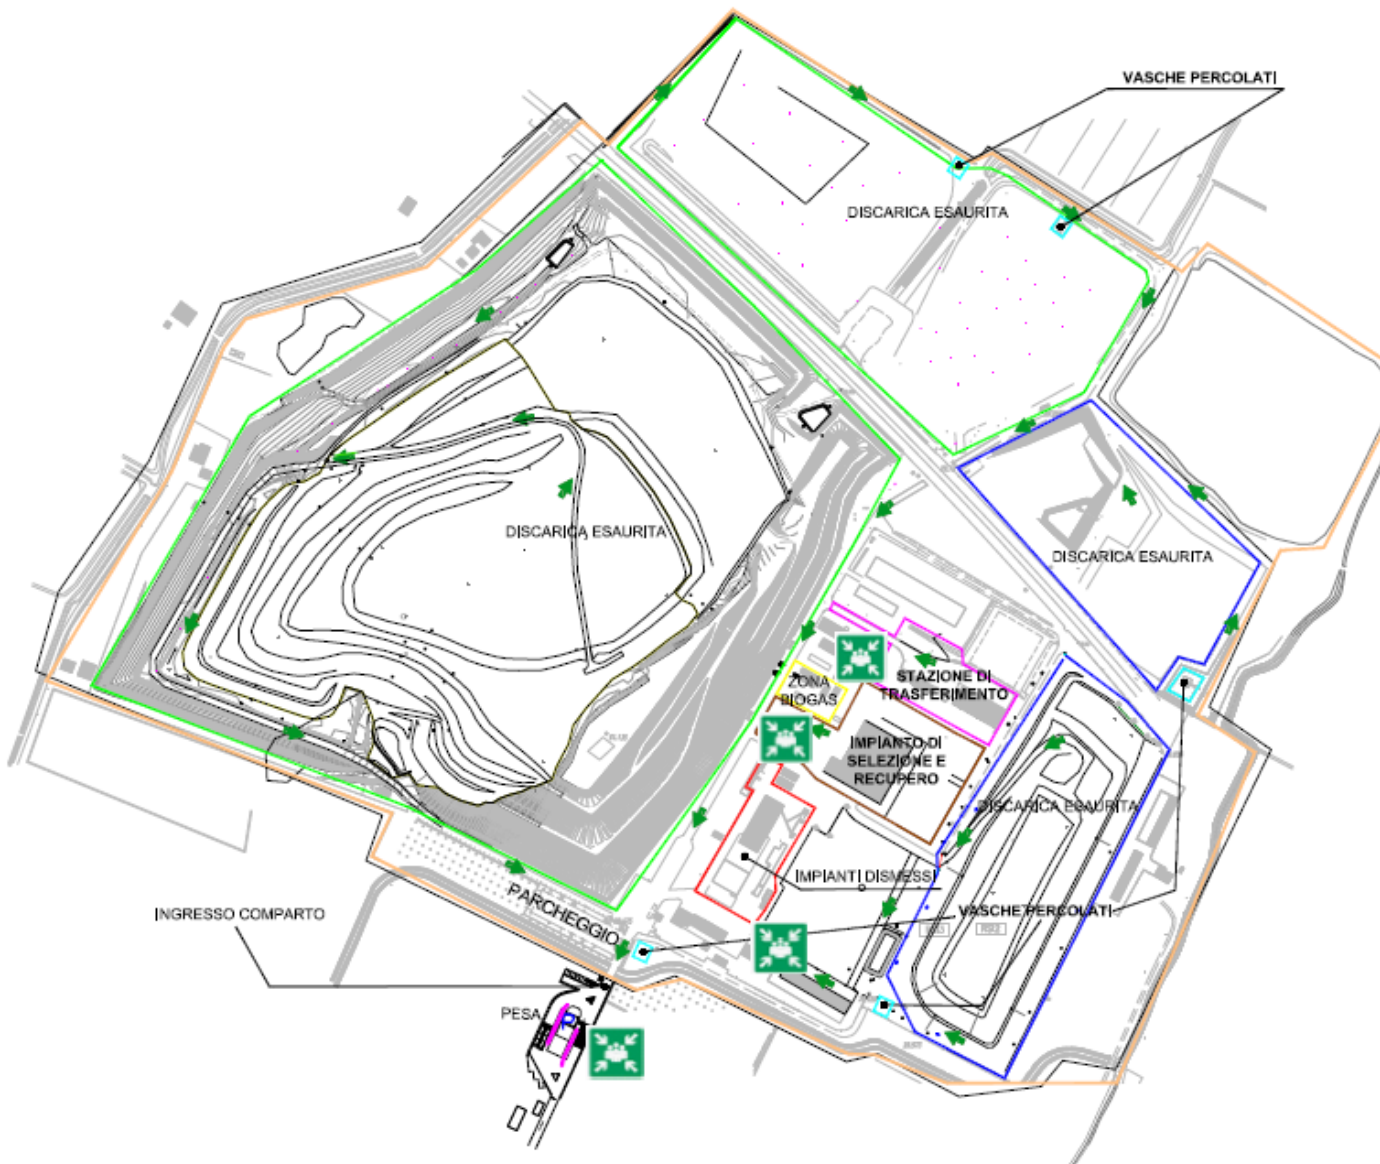 VASCHE PERCOLATI
DISCARICA ESAURITA
DISCARICA ESAURITA
DISCARICA ESAURITA
STAZIONE DI
TRASFERIMENTO
ZONA
BIOGAS
IMPIANTO DI
SELEZIONE E
RECUPERO
DISCARICA ESAURITA
IMPIANTI DISMESSI
PARCHEGGIO
VASCHE PERCOLATI
INGRESSO COMPARTO
PESA